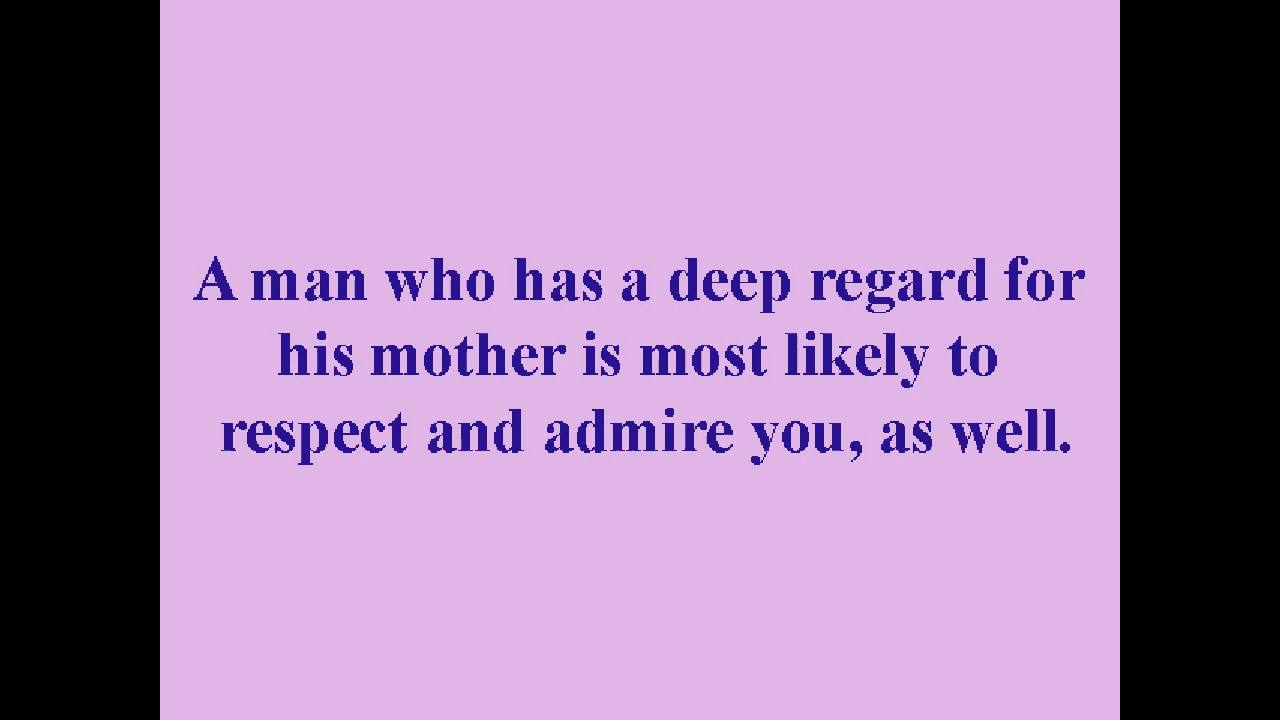 A man who has a deep regard for
his mother is most likely to
respect and admire you, as well.